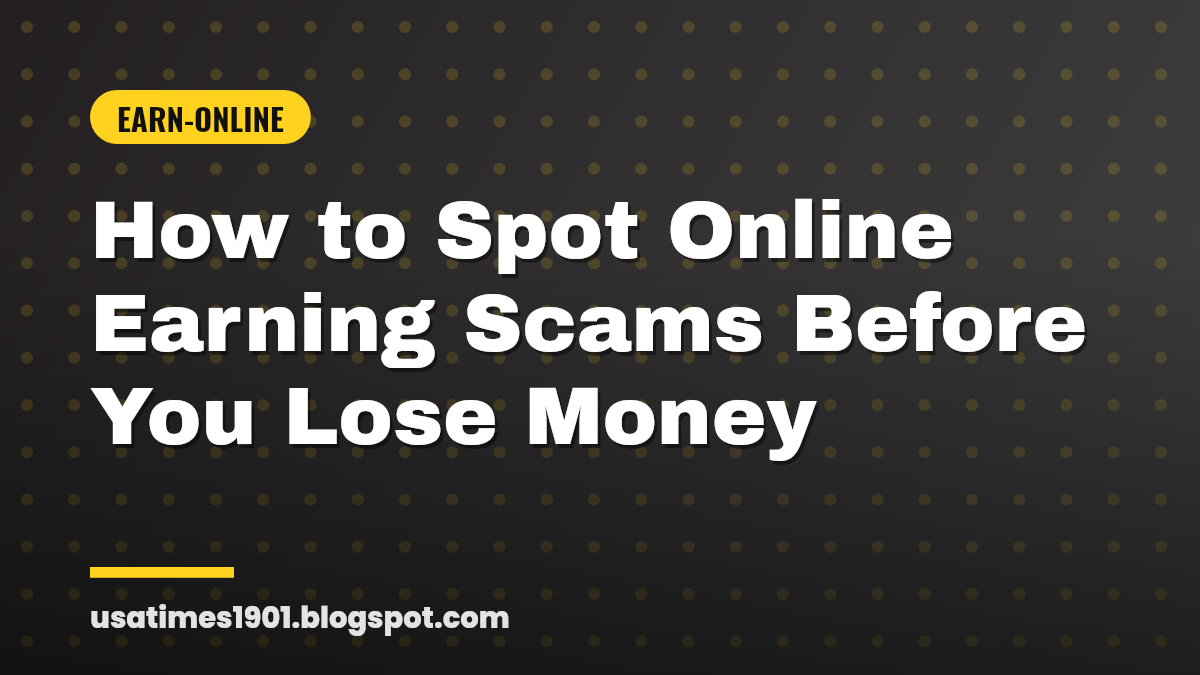 EARN-ONLINE
How to Spot Online
Earning Scams Before
You Lose Money
usatimes1901.blogspot.com